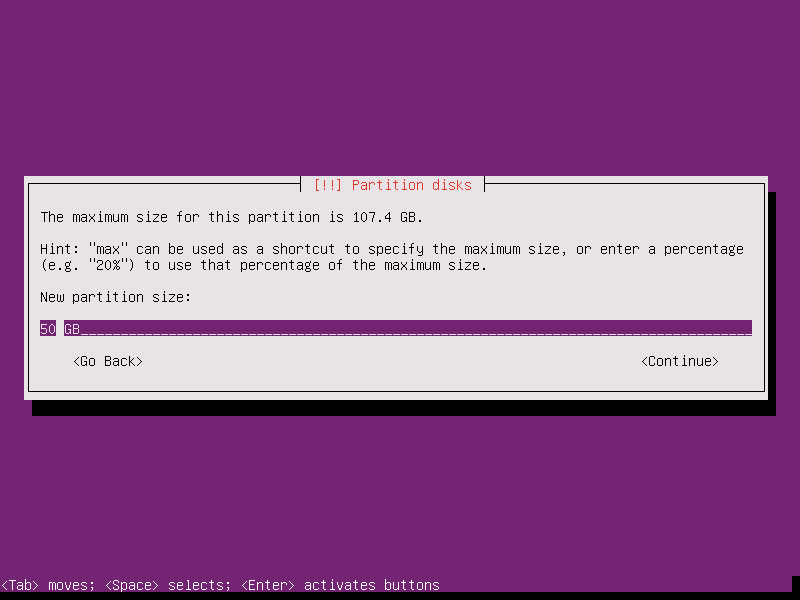 [!!] Partition disks
The maximum size for this partition is 107.4 GB.
Hint: "max" can be used as a shortcut to specify the maximum size, or enter a percentage
(e.g. "20%") to use that percentage of the maximum size.
New partition size:
50 GB
<Go Back> <Continue>
<Tab> moves; <Space> selects; <Enter> activates buttons